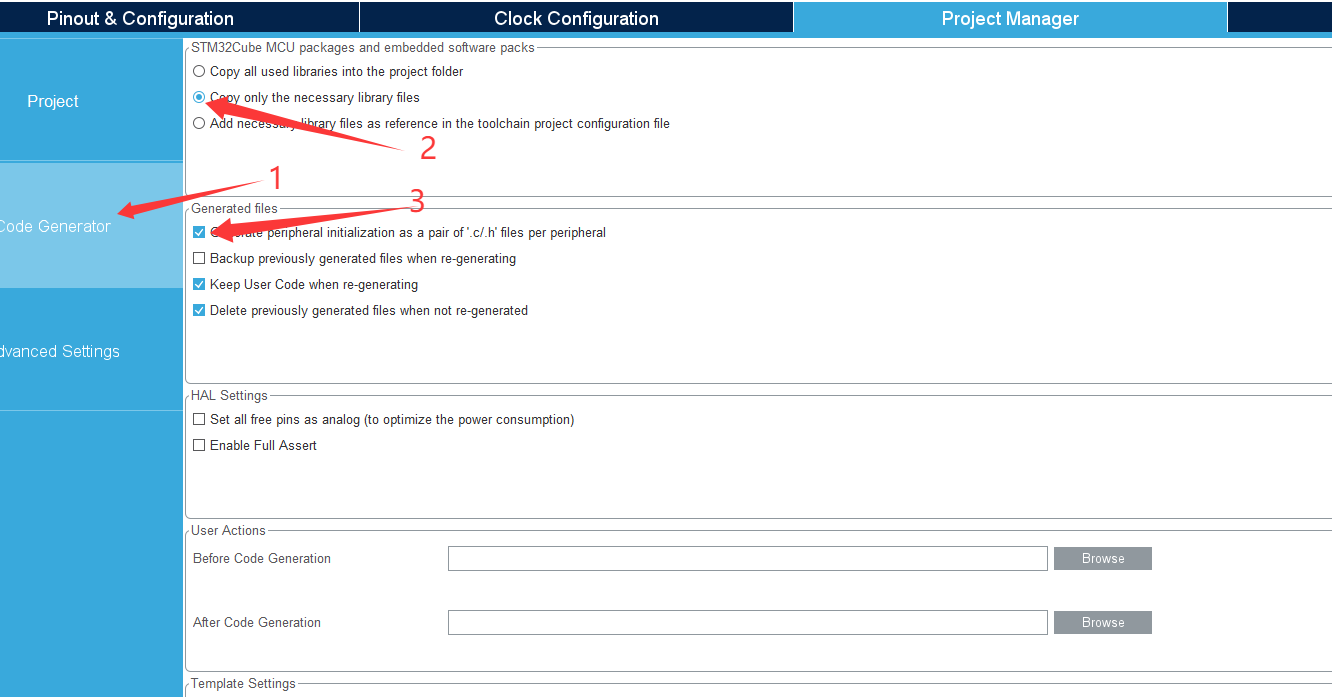 Pinout & Configuration
Clock Configuration
Project Manager
STM32Cube MCU packages and embedded software packs
Copy all used libraries into the project folder
Copy only the necessary library files
Add necessary library files as reference in the toolchain project configuration file
2
Project
1
Code Generator
3
Generated files
Generate peripheral initialization as a pair of '.c/.h' files per peripheral
Backup previously generated files when re-generating
Keep User Code when re-generating
Delete previously generated files when not re-generated
dvanced Settings
HAL Settings
Set all free pins as analog (to optimize the power consumption)
Enable Full Assert
User Actions
Before Code Generation
Browse
After Code Generation
Browse
Template Settings